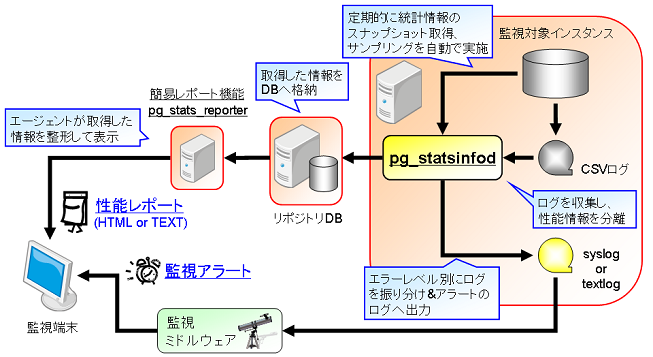 定期的に統計情報の
スナップショット取得、
サンプリングを自動で実施
監視対象インスタンス
取得した情報を
DBへ格納
簡易レポート機能
pg_stats_reporter
エージェントが取得した
情報を整形して表示
pg_statsinfod
CSVログ
リポジトリDB
ログを収集し、
性能情報を分離
性能レポート
(HTML or TEXT)
監視アラート
エラーレベル別にログ
を振り分け&アラートの
ログへ出力
syslog
or
textlog
監視端末
監視
ミドルウェア